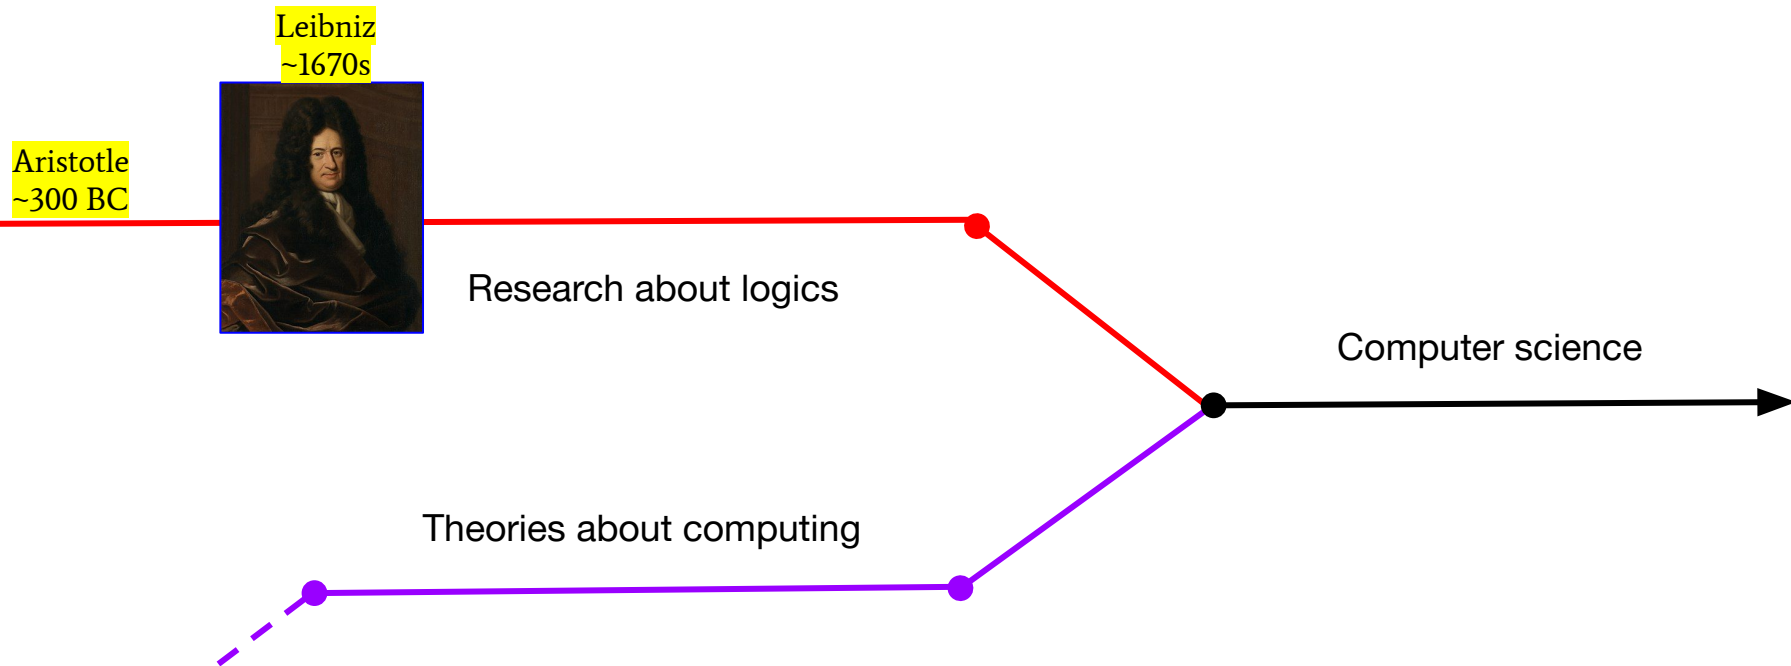 Leibniz
~1670s
Aristotle
~300 BC
Research about logics
Computer science
Theories about computing